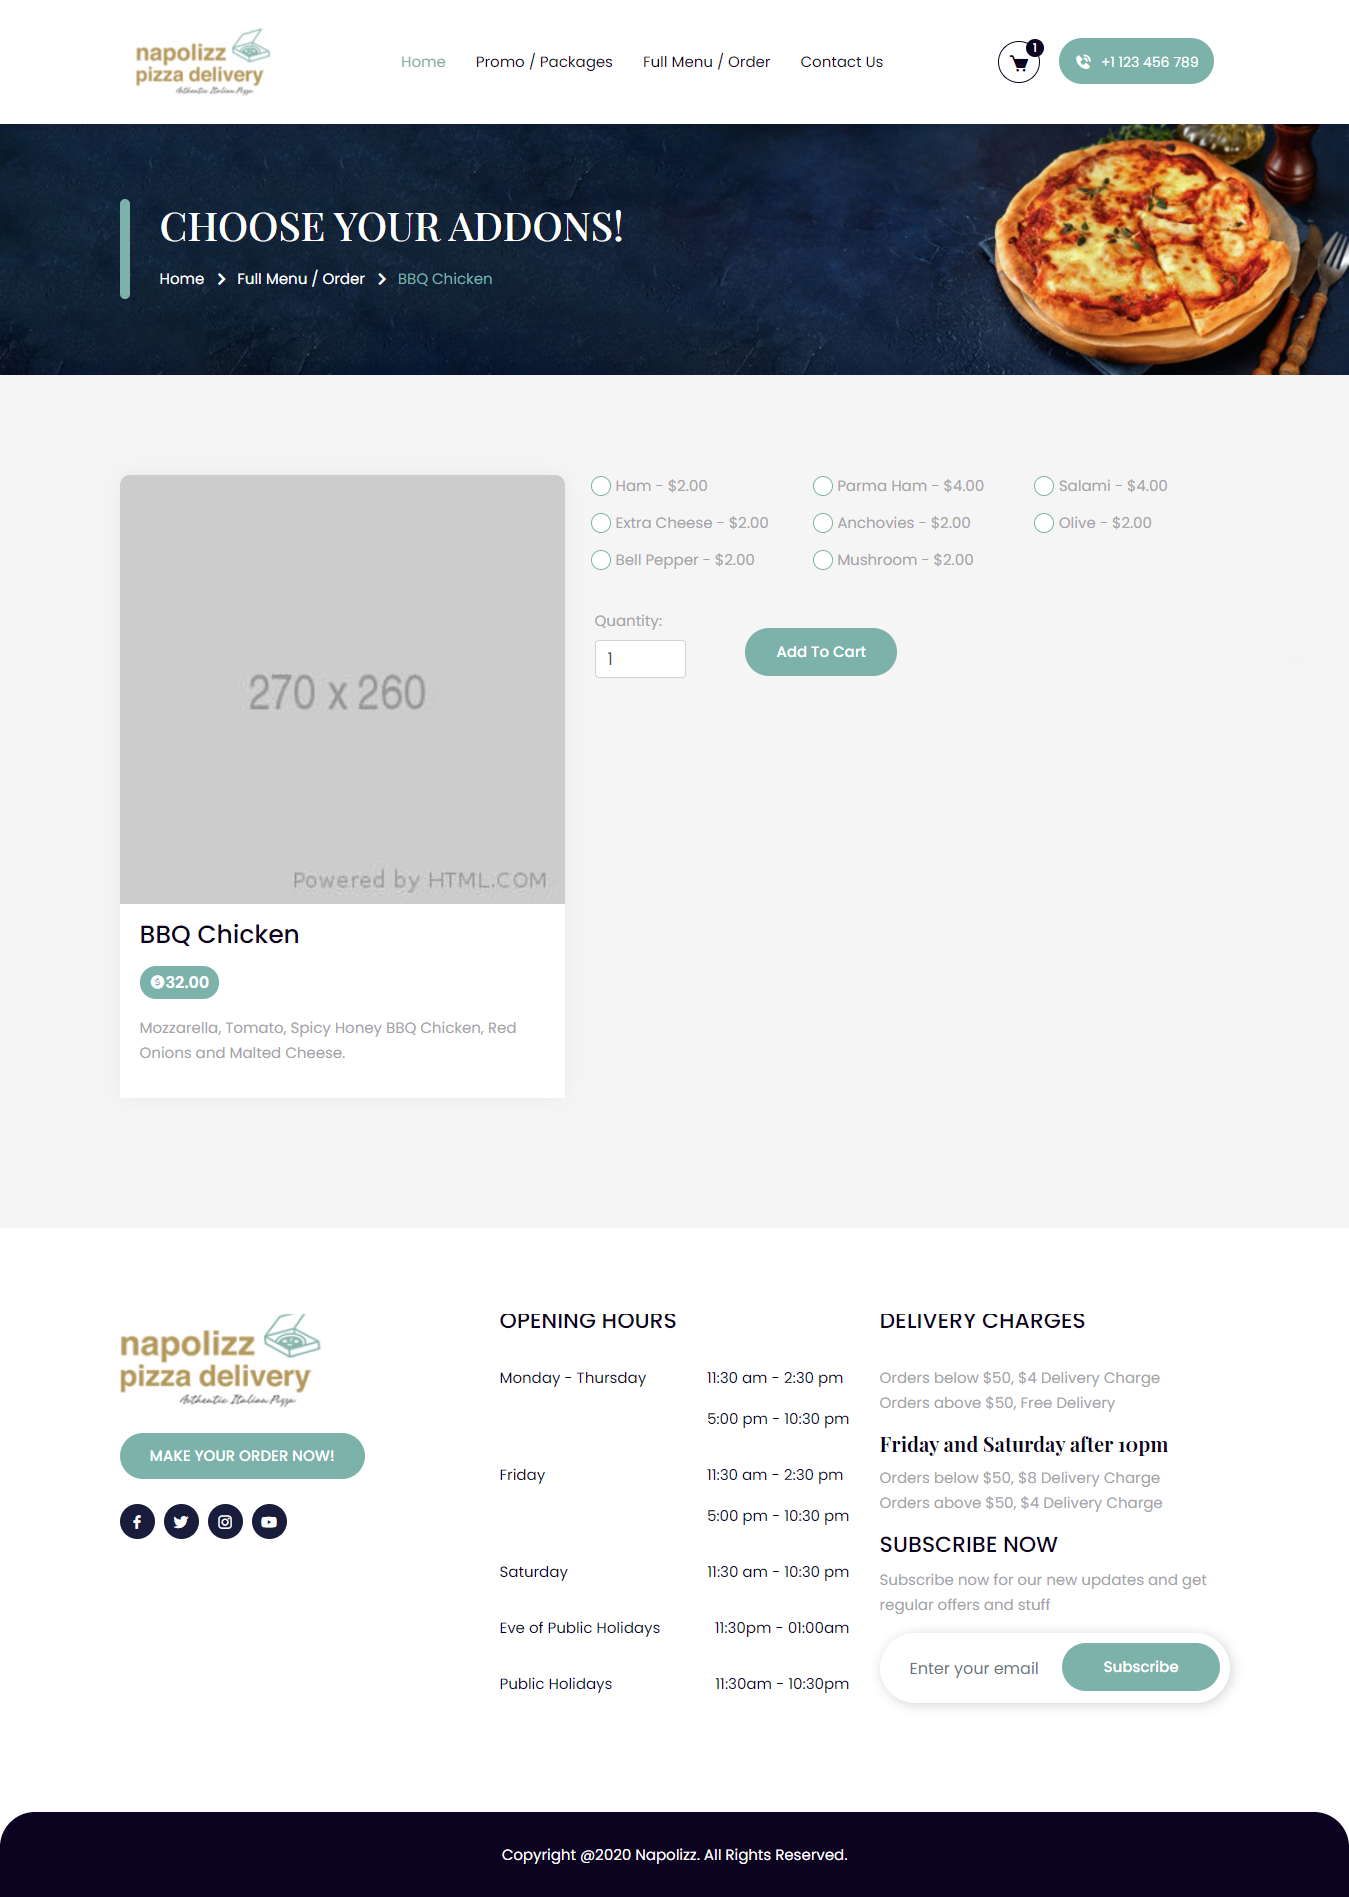 napolizz
pizza delivery
Authentic Italian Pizza
Home Promo / Packages Full Menu / Order Contact Us
1
+1 123 456 789
CHOOSE YOUR ADDONS!
Home Full Menu / Order BBQ Chicken
Ham - $2.00 Parma Ham - $4.00 Salami - $4.00
Extra Cheese - $2.00 Anchovies - $2.00 Olive - $2.00
Bell Pepper - $2.00 Mushroom - $2.00
Quantity:
1
Add To Cart
270 x 260
Powered by HTML.COM
BBQ Chicken
$32.00
Mozzarella, Tomato, Spicy Honey BBQ Chicken, Red
Onions and Malted Cheese.
napolizz
pizza delivery
Authentic Italian Pizza
MAKE YOUR ORDER NOW!
OPENING HOURS
Monday - Thursday 11:30 am - 2:30 pm
5:00 pm - 10:30 pm
Friday 11:30 am - 2:30 pm
5:00 pm - 10:30 pm
Saturday 11:30 am - 10:30 pm
Eve of Public Holidays 11:30pm - 01:00am
Public Holidays 11:30am - 10:30pm
DELIVERY CHARGES
Orders below $50, $4 Delivery Charge
Orders above $50, Free Delivery
Friday and Saturday after 10pm
Orders below $50, $8 Delivery Charge
Orders above $50, $4 Delivery Charge
SUBSCRIBE NOW
Subscribe now for our new updates and get
regular offers and stuff
Enter your email Subscribe
Copyright @2020 Napolizz. All Rights Reserved.